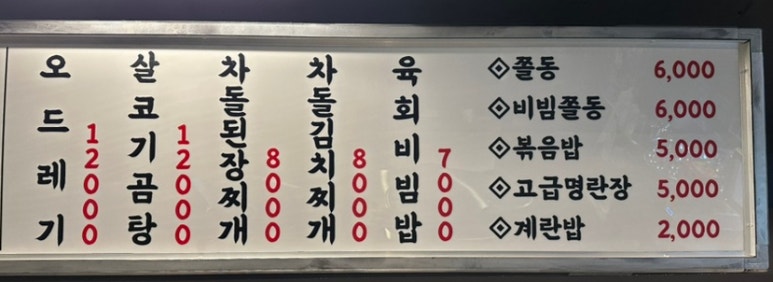 오드레기 12000
살코기곰탕 12000
차돌된장찌개 8000
차돌김치찌개 8000
육회비빔밥 7000
◈쫄동 6,000
◈비빔쫄동 6,000
◈볶음밥 5,000
◈고급명란장 5,000
◈계란밥 2,000